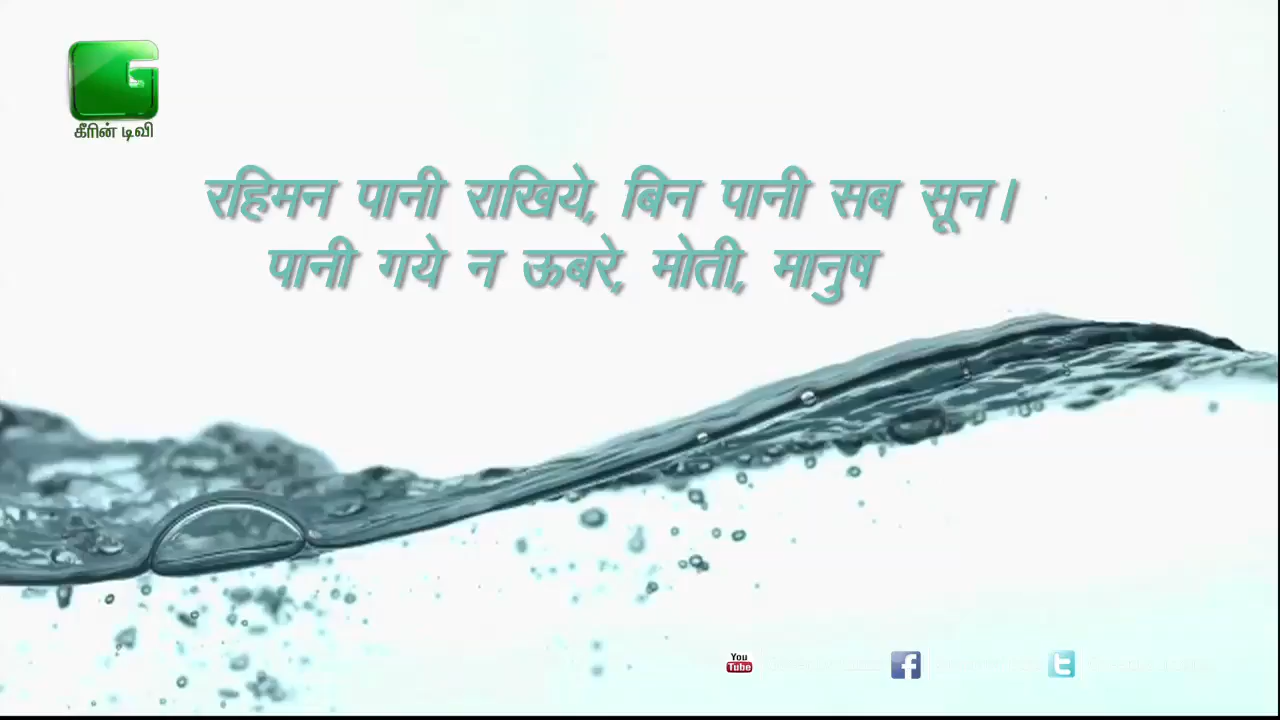 கிரின் டிவி
रहिमन पानी राखिये, बिन पानी सब सून।
पानी गये न ऊबरे, मोती, मानुष
You Tube